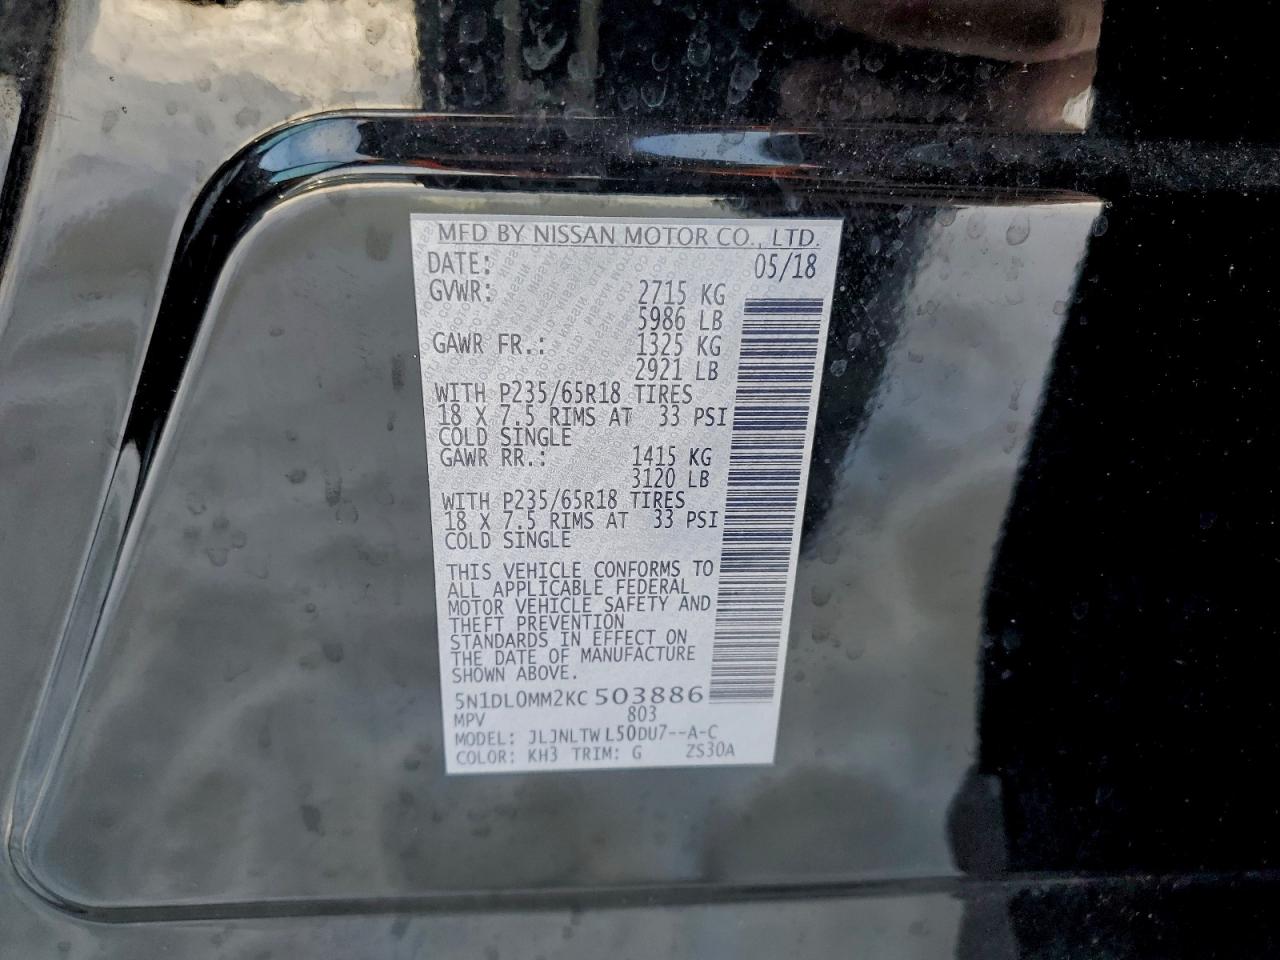 MFD BY NISSAN MOTOR CO., LTD.
DATE: 05/18
GVWR: 2715 KG
5986 LB
GAWR FR.: 1325 KG
2921 LB
WITH P235/65R18 TIRES
18 X 7.5 RIMS AT 33 PSI
COLD SINGLE
GAWR RR.: 1415 KG
3120 LB
WITH P235/65R18 TIRES
18 X 7.5 RIMS AT 33 PSI
COLD SINGLE
THIS VEHICLE CONFORMS TO
ALL APPLICABLE FEDERAL
MOTOR VEHICLE SAFETY AND
THEFT PREVENTION
STANDARDS IN EFFECT ON
THE DATE OF MANUFACTURE
SHOWN ABOVE.
5N1DL0MM2KC503886
MPV 803
MODEL: JLJNLTWL50DU7--A-C
COLOR: KH3 TRIM: G ZS30A